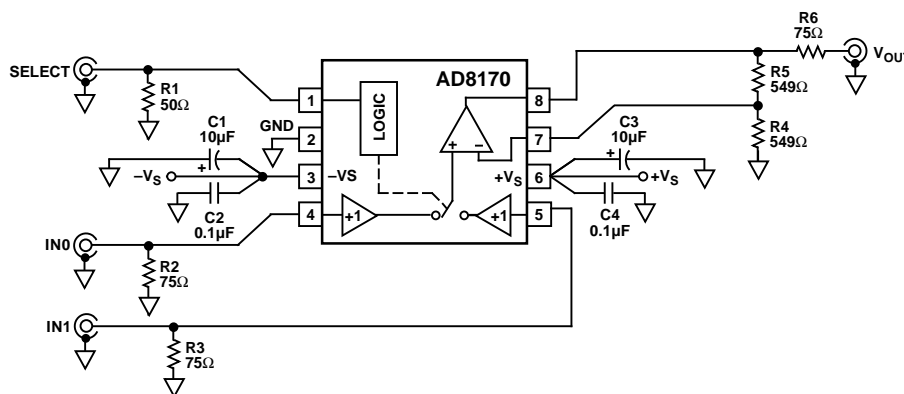 SELECT
R1
50Ω
C1
10µF
+
–VS
C2
0.1µF
IN0
R2
75Ω
IN1
R3
75Ω
GND
1
2
3
4
AD8170
LOGIC
+
–
–VS
+VS
+1
+1
8
7
6
5
R6
75Ω
VOUT
R5
549Ω
R4
549Ω
C3
10µF
+
+VS
C4
0.1µF